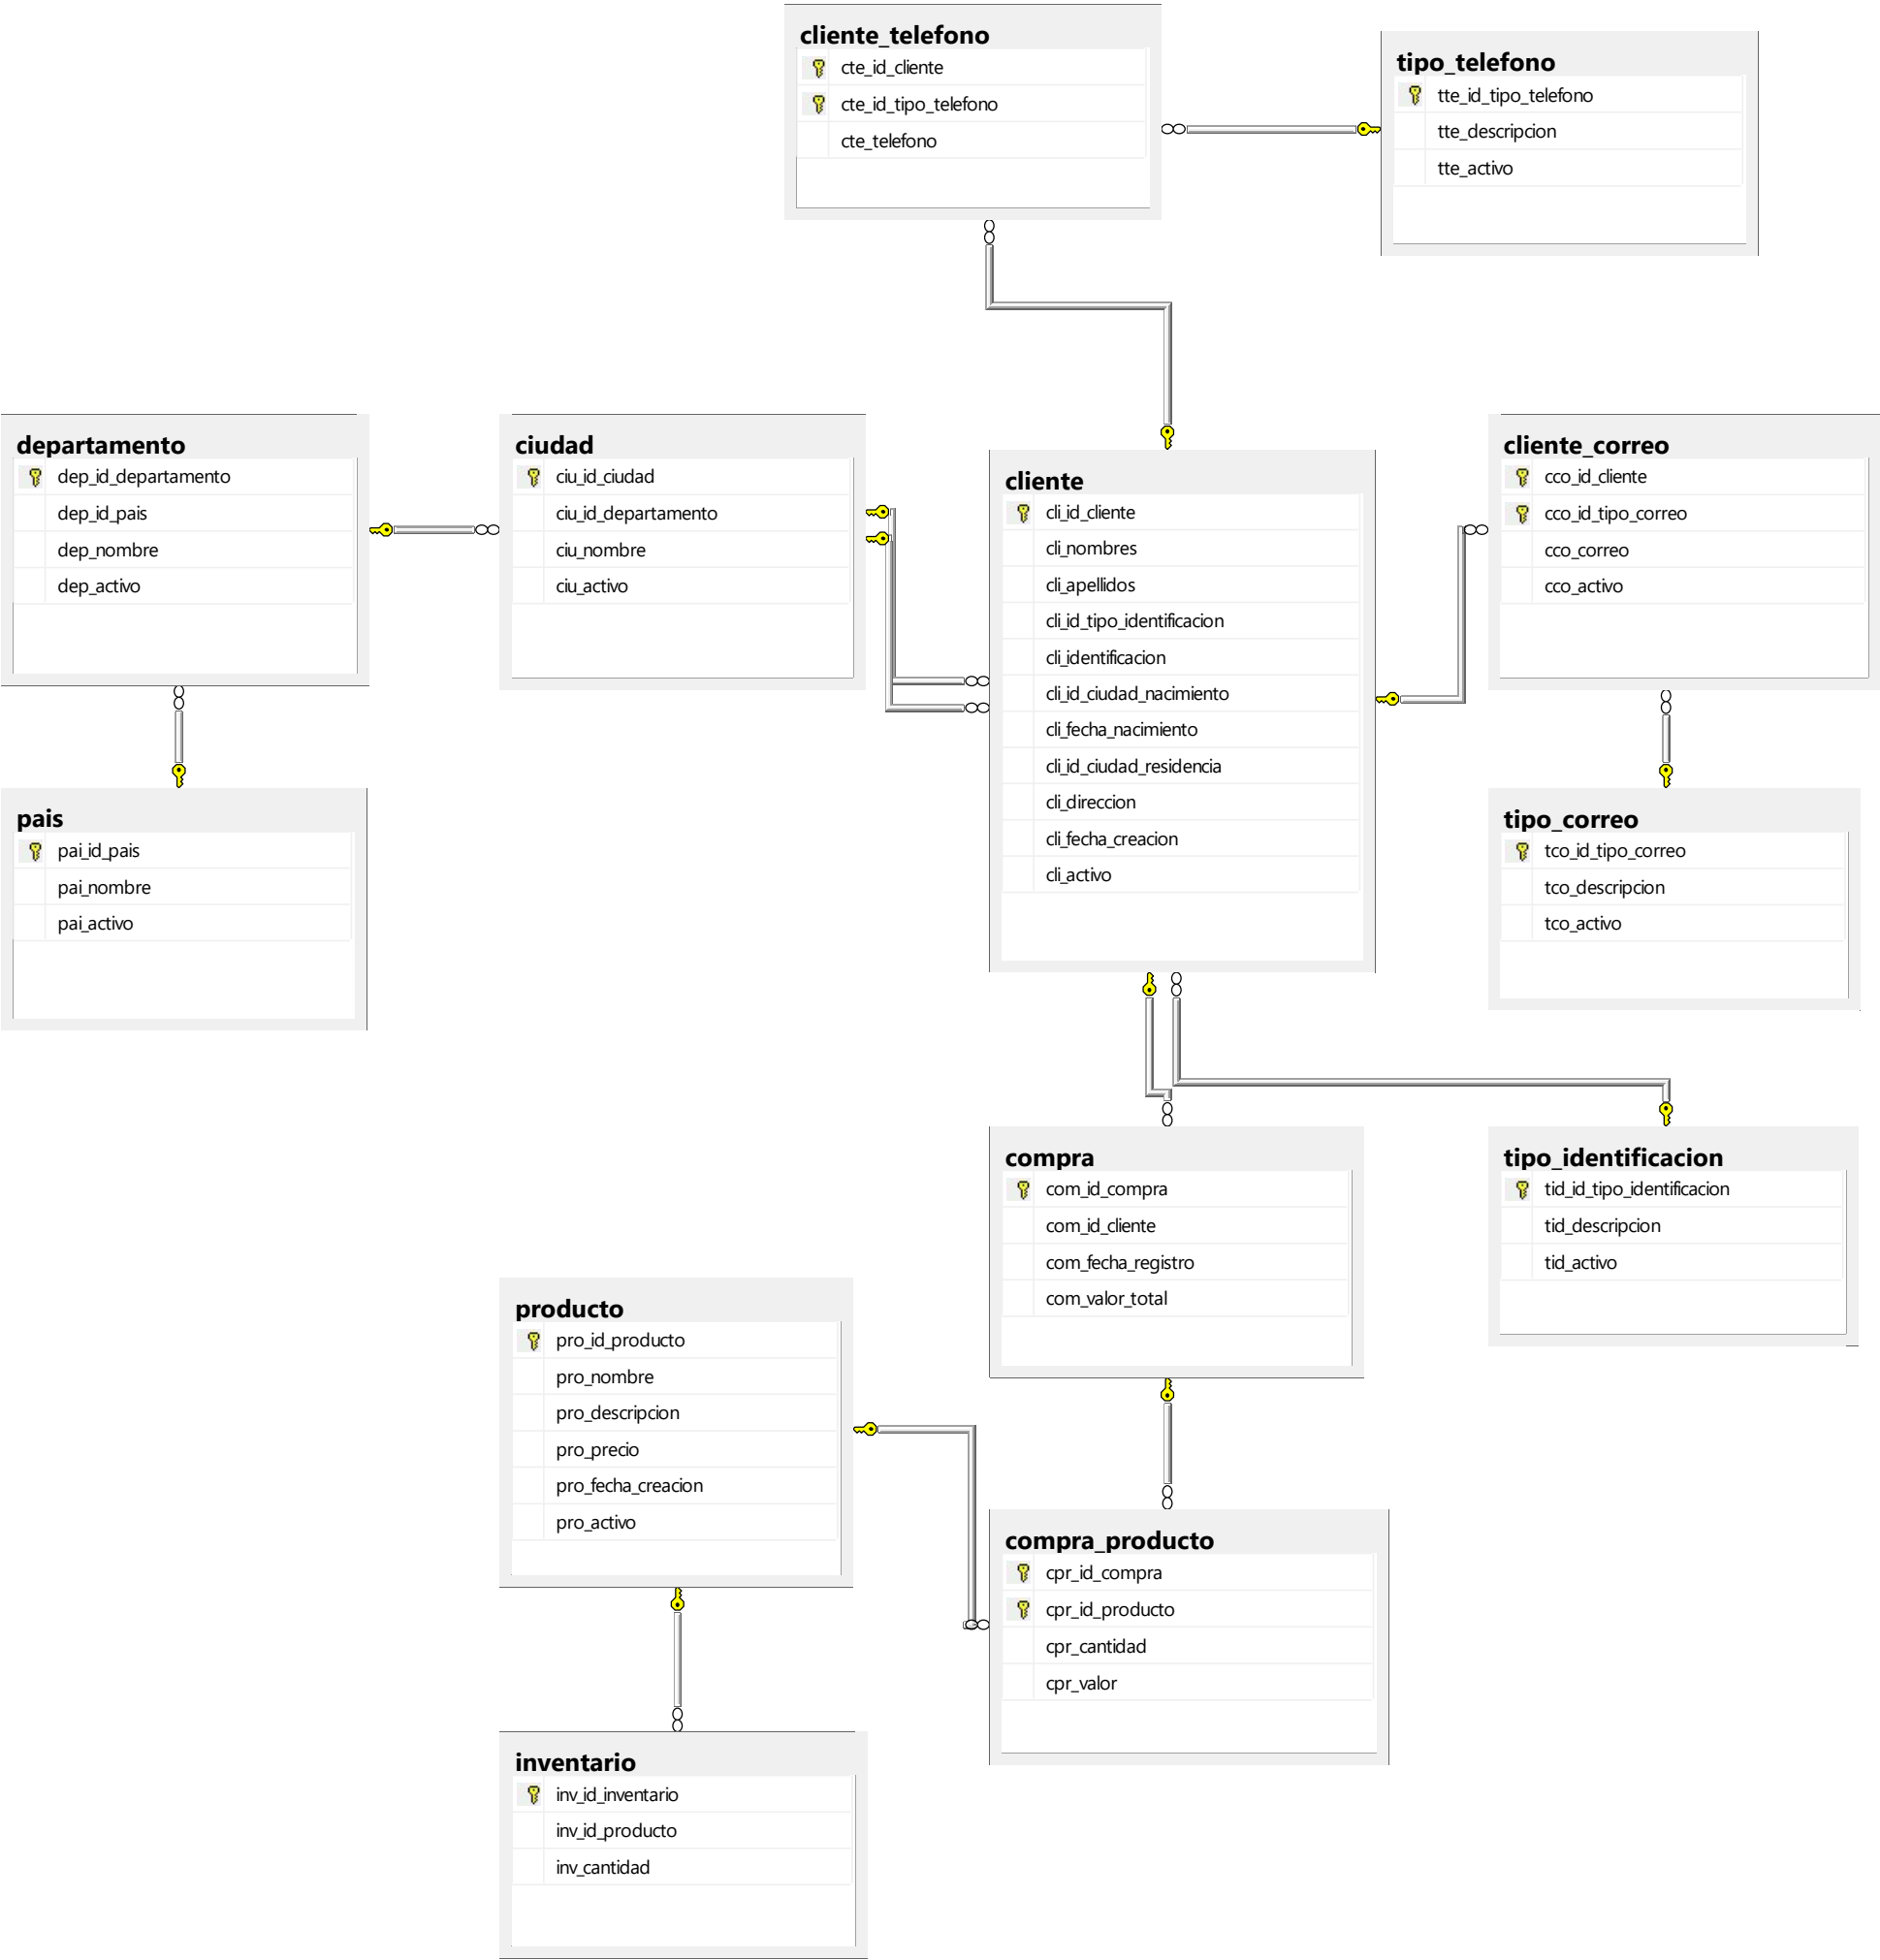 cliente_telefono
cte_id_cliente
cte_id_tipo_telefono
cte_telefono
tipo_telefono
tte_id_tipo_telefono
tte_descripcion
tte_activo
departamento
dep_id_departamento
dep_id_pais
dep_nombre
dep_activo
ciudad
ciu_id_ciudad
ciu_id_departamento
ciu_nombre
ciu_activo
cliente
cli_id_cliente
cli_nombres
cli_apellidos
cli_id_tipo_identificacion
cli_identificacion
cli_id_ciudad_nacimiento
cli_fecha_nacimiento
cli_id_ciudad_residencia
cli_direccion
cli_fecha_creacion
cli_activo
cliente_correo
cco_id_cliente
cco_id_tipo_correo
cco_correo
cco_activo
pais
pai_id_pais
pai_nombre
pai_activo
tipo_correo
tco_id_tipo_correo
tco_descripcion
tco_activo
compra
com_id_compra
com_id_cliente
com_fecha_registro
com_valor_total
tipo_identificacion
tid_id_tipo_identificacion
tid_descripcion
tid_activo
producto
pro_id_producto
pro_nombre
pro_descripcion
pro_precio
pro_fecha_creacion
pro_activo
compra_producto
cpr_id_compra
cpr_id_producto
cpr_cantidad
cpr_valor
inventario
inv_id_inventario
inv_id_producto
inv_cantidad